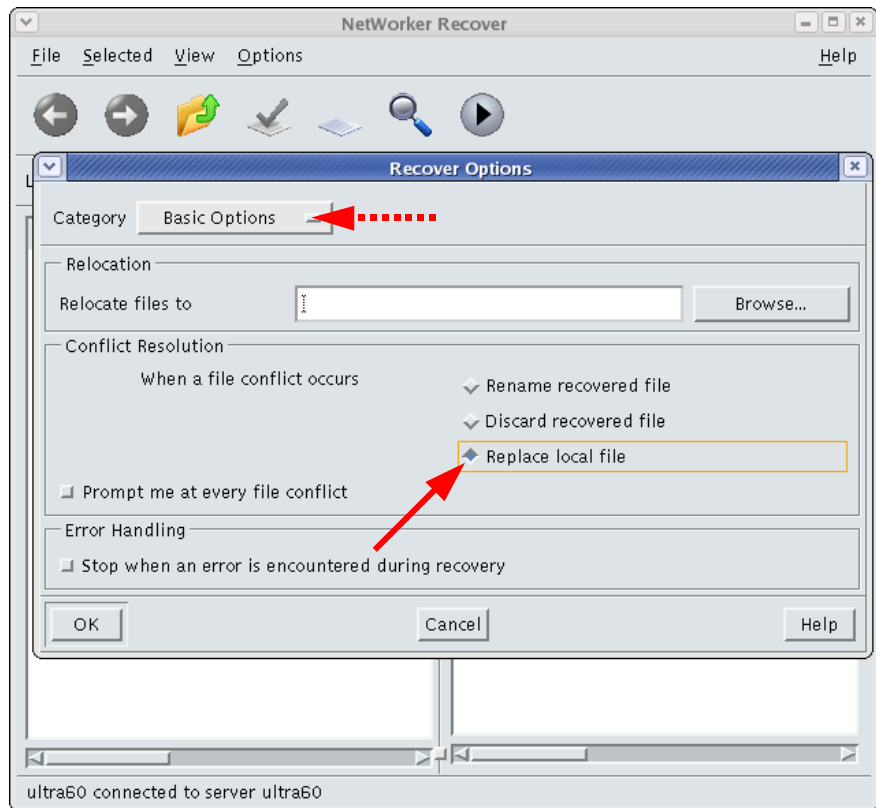 NetWorker Recover
File Selected View Options Help
Recover Options
Category Basic Options
Relocation
Relocate files to Browse...
Conflict Resolution
When a file conflict occurs
Rename recovered file
Discard recovered file
Replace local file
Prompt me at every file conflict
Error Handling
Stop when an error is encountered during recovery
OK Cancel Help
ultra60 connected to server ultra60